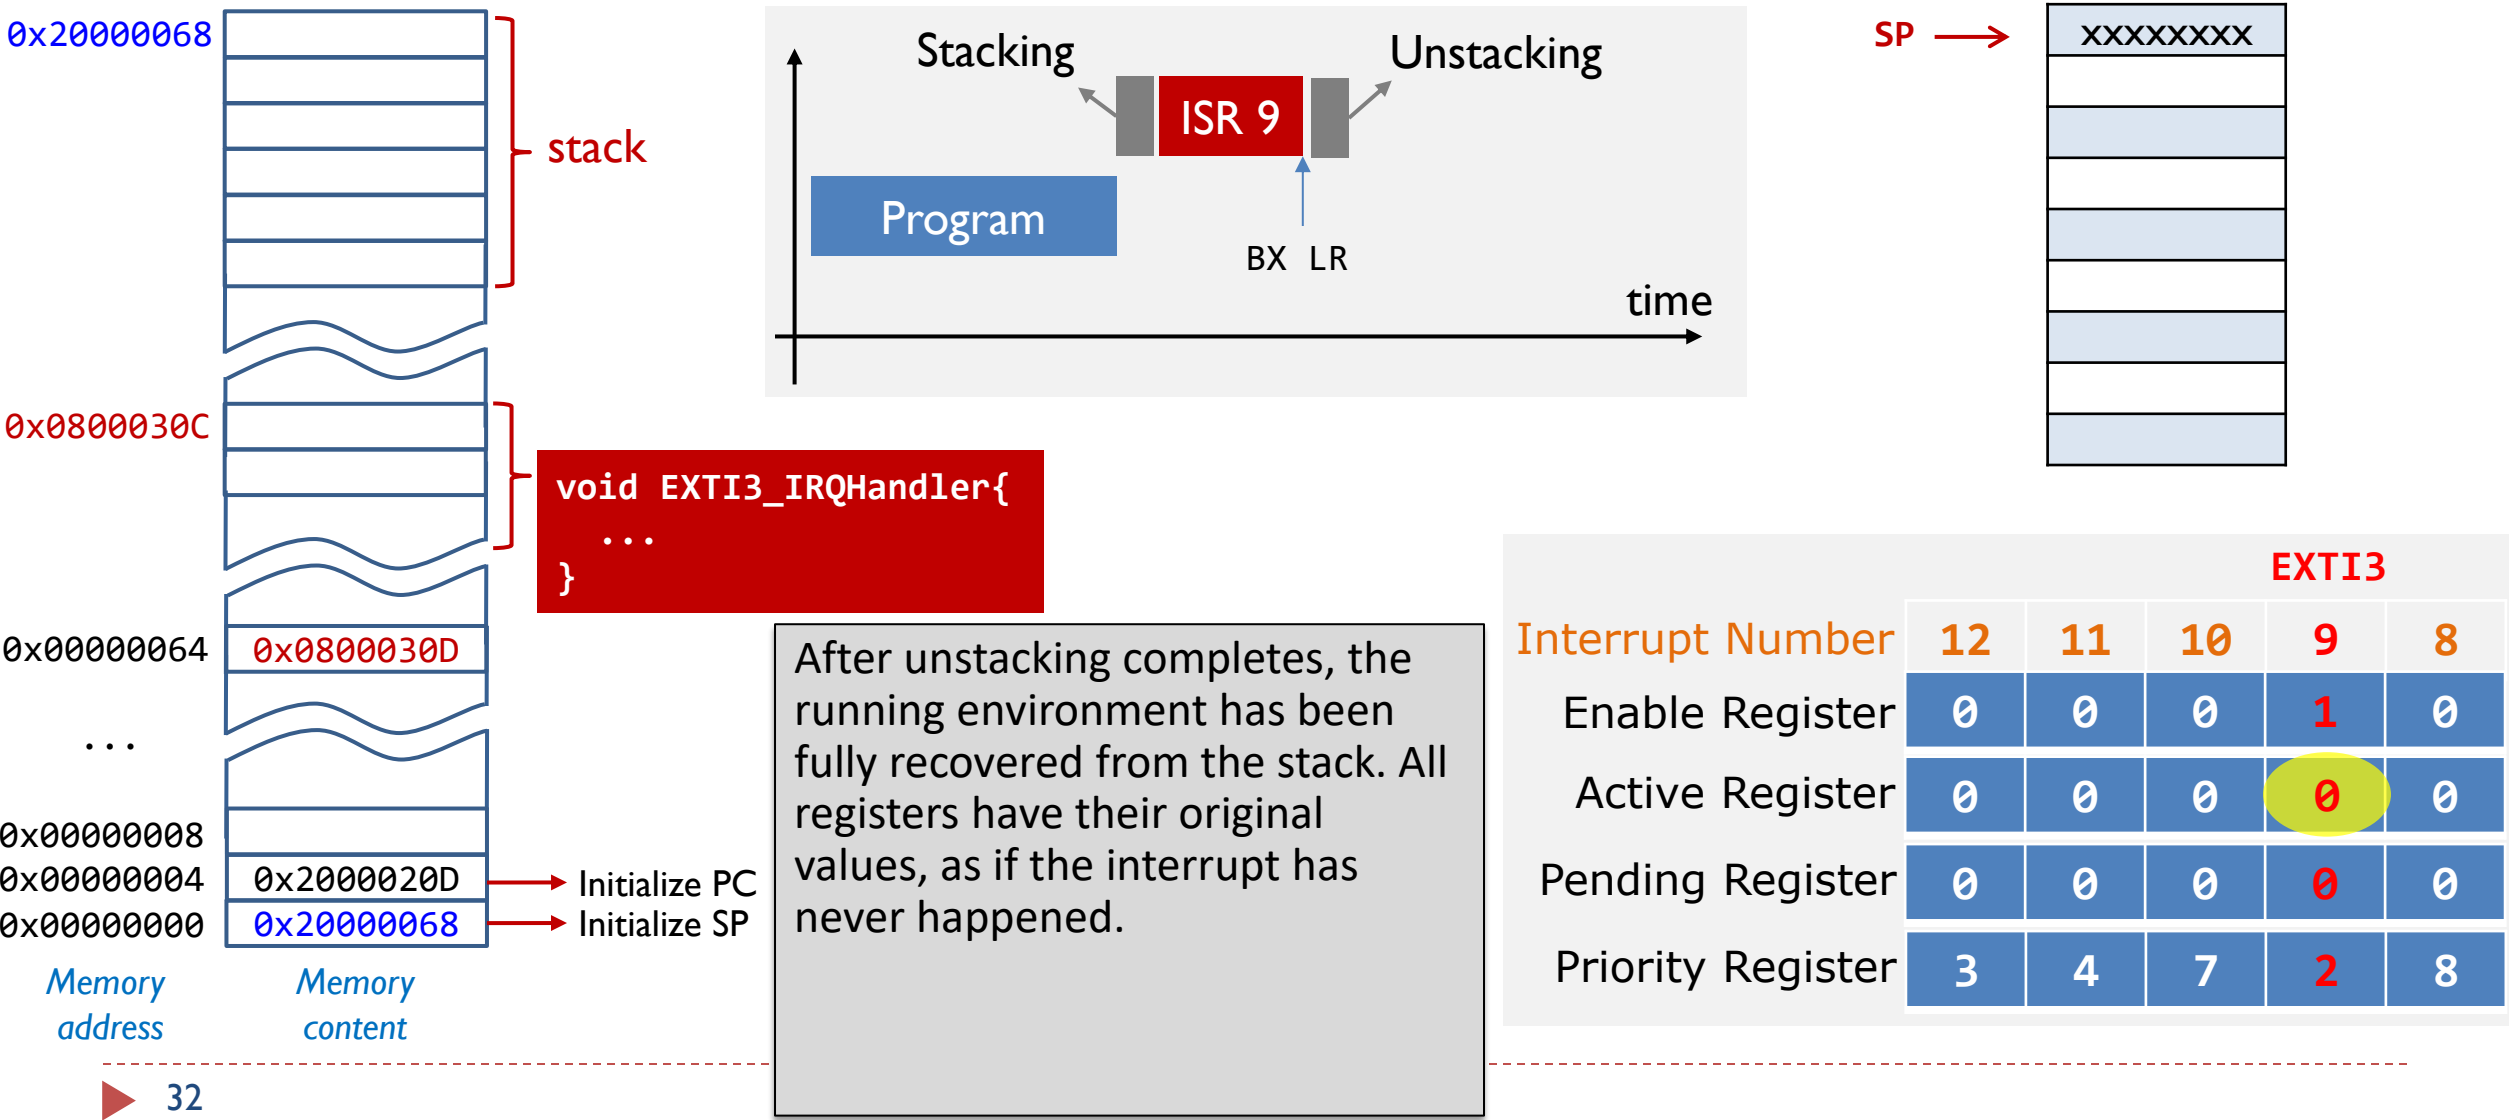 0x20000068
stack
0x0800030C
void EXTI3_IRQHandler{
...
}
0x00000064 0x0800030D
...
0x00000008
0x00000004 0x2000020D Initialize PC
0x00000000 0x20000068 Initialize SP
Memory address
Memory content
Stacking
Unstacking
ISR 9
Program
BX LR
time
SP
xxxxxxxx
After unstacking completes, the
running environment has been
fully recovered from the stack. All
registers have their original
values, as if the interrupt has
never happened.
EXTI3
Interrupt Number 12 11 10 9 8
Enable Register 0 0 0 1 0
Active Register 0 0 0 0 0
Pending Register 0 0 0 0 0
Priority Register 3 4 7 2 8
32